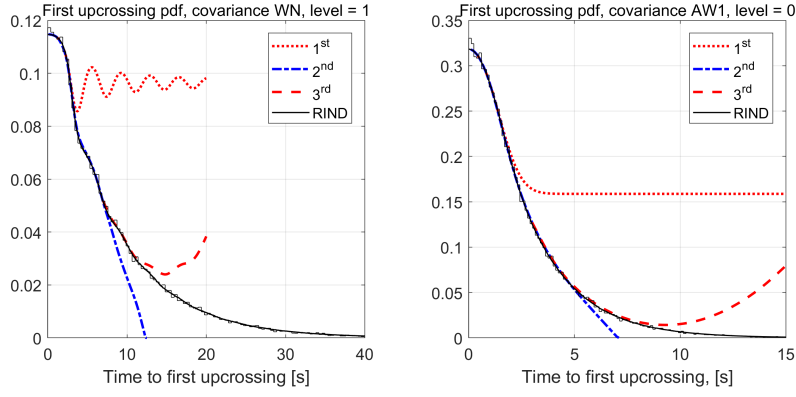 First upcrossing pdf, covariance WN, level = 1
0.12
0.1
0.08
0.06
0.04
0.02
0
0
10
20
30
40
Time to first upcrossing [s]
1st
2nd
3rd
RIND
First upcrossing pdf, covariance AW1, level = 0
0.35
0.3
0.25
0.2
0.15
0.1
0.05
0
0
5
10
15
Time to first upcrossing, [s]
1st
2nd
3rd
RIND